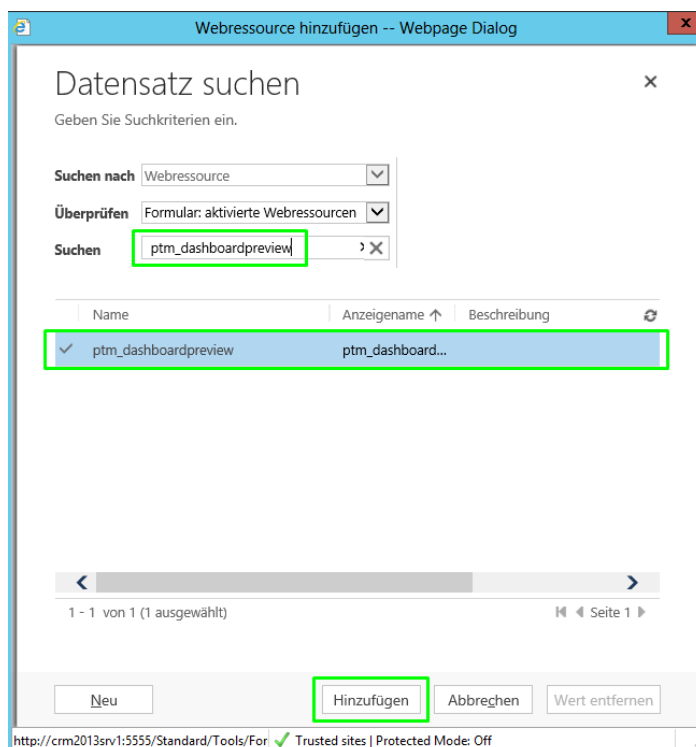 Webressource hinzufügen -- Webpage Dialog
x
Datensatz suchen
Geben Sie Suchkriterien ein.
Suchen nach Webressource
Überprüfen Formular: aktivierte Webressourcen
Suchen ptm_dashboardpreview
Name Anzeigename Beschreibung
ptm_dashboardpreview ptm_dashboard...
1 - 1 von 1 (1 ausgewählt) Seite 1
Neu Hinzufügen Abbrechen Wert entfernen
http://crm2013srv1:5555/Standard/Tools/For Trusted sites | Protected Mode: Off